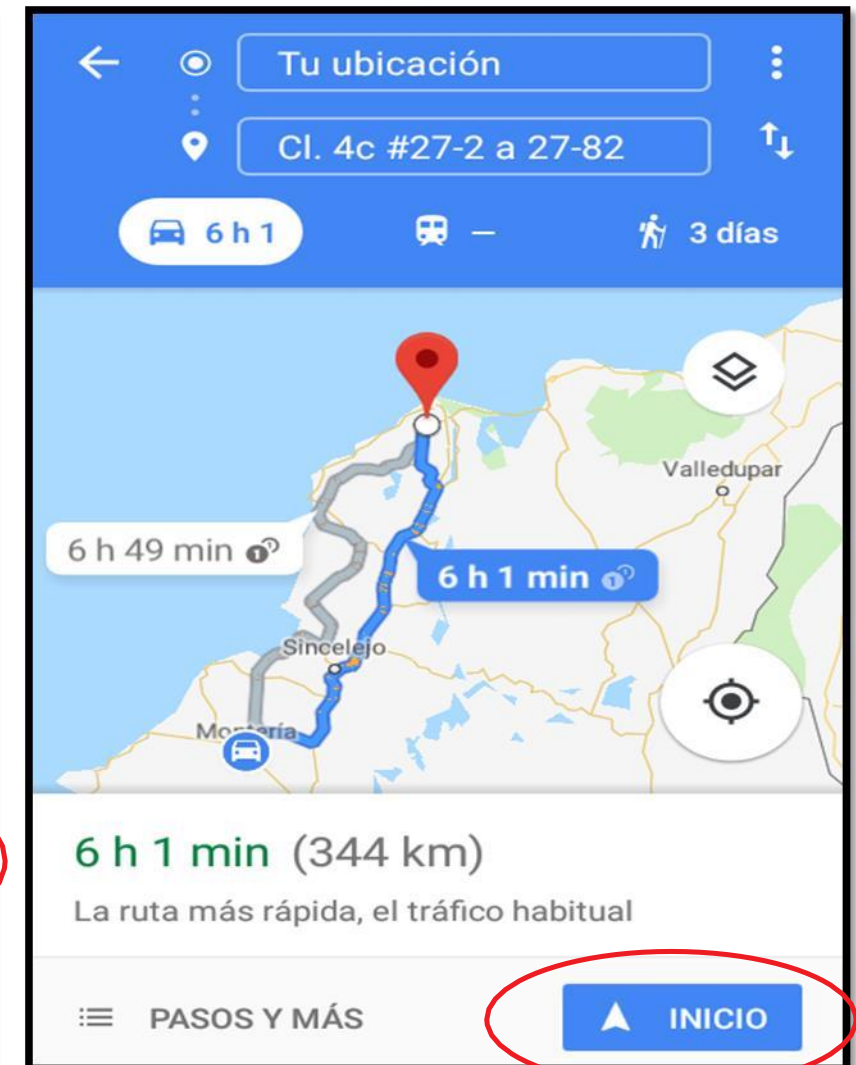 Tu ubicación
Cl. 4c #27-2 a 27-82
6 h 1
–
3 días
Valledupar
6 h 49 min
6 h 1 min
Sincelejo
Montería
6 h 1 min (344 km)
La ruta más rápida, el tráfico habitual
PASOS Y MÁS
INICIO